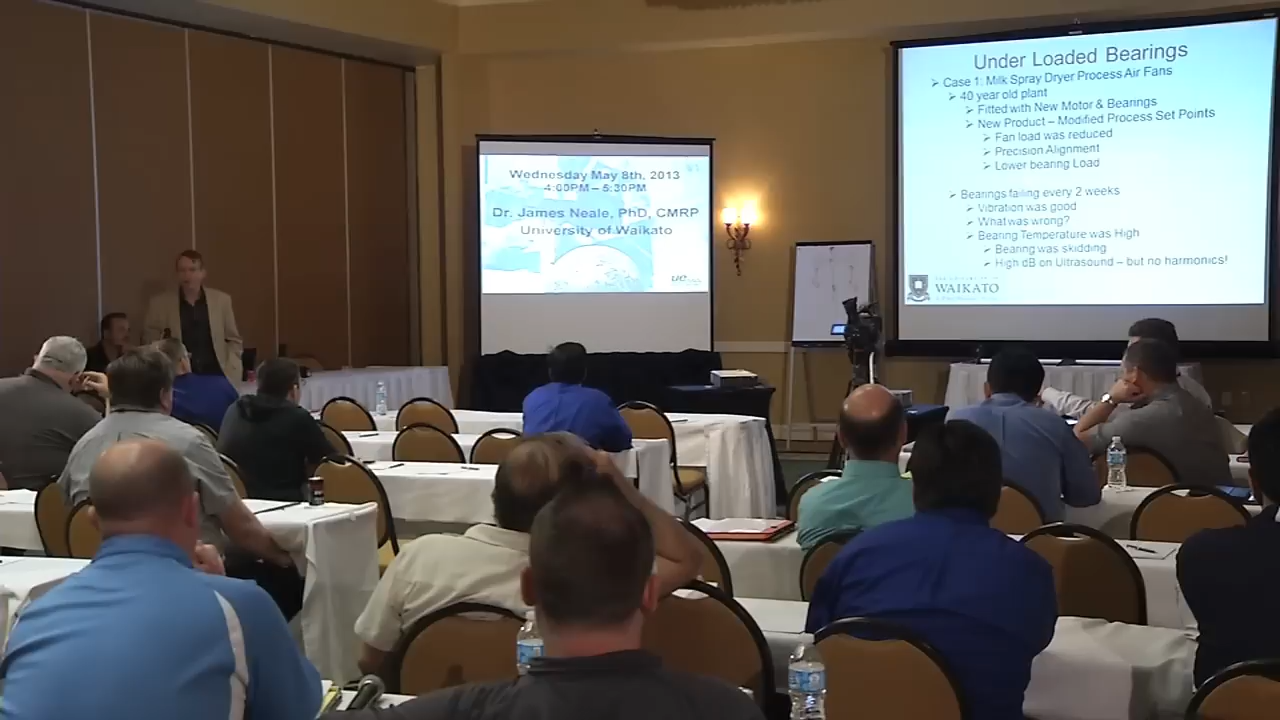 Wednesday May 8th, 2013
4:00PM – 5:30PM
Dr. James Neale, PhD, CMRP
University of Waikato
Under Loaded Bearings
➢ Case 1: Milk Spray Dryer Process Air Fans
➢ 40 year old plant
➢ Fitted with New Motor & Bearings
➢ New Product – Modified Process Set Points
➢ Fan load was reduced
➢ Precision Alignment
➢ Lower bearing Load
➢ Bearings failing every 2 weeks
➢ Vibration was good
➢ What was wrong?
➢ Bearing Temperature was High
➢ Bearing was skidding
➢ High dB on Ultrasound – but no harmonics!
WAIKATO